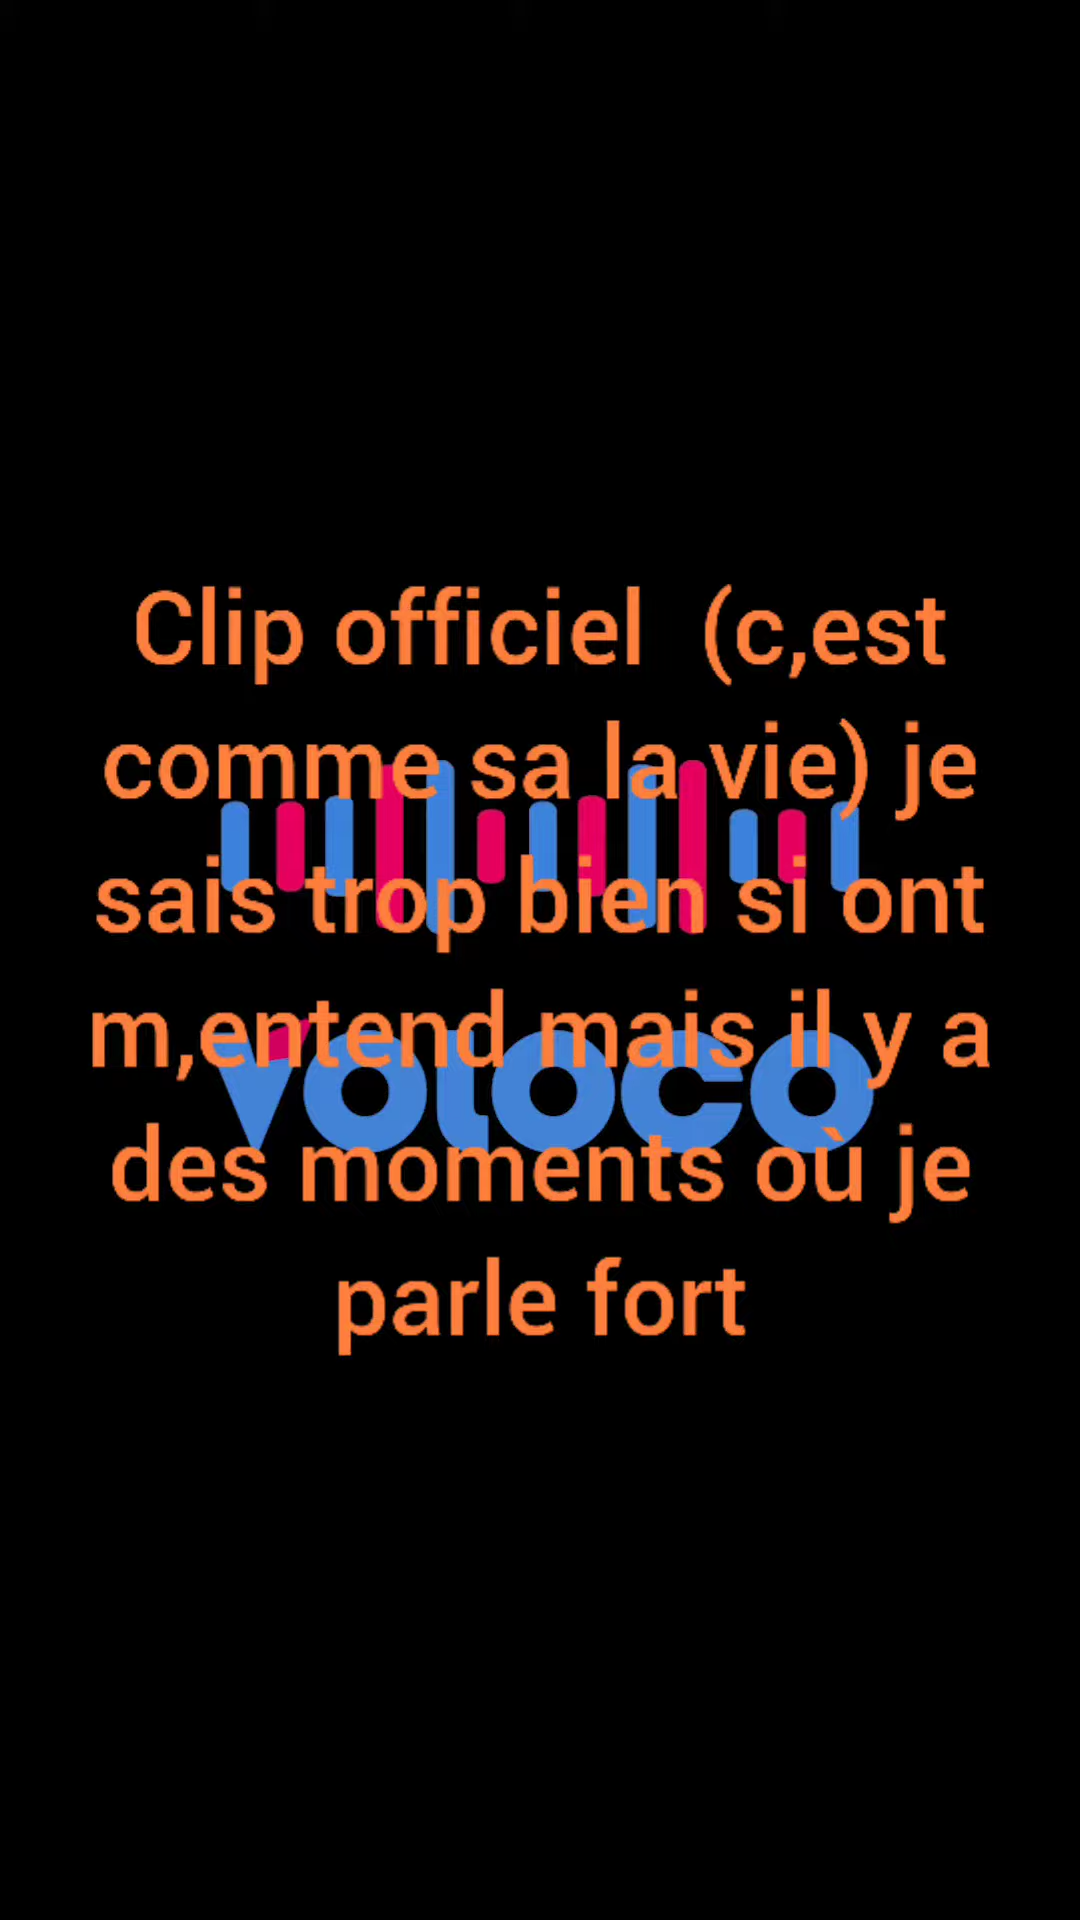 Clip officiel  (c,est
comme sa la vie) je
sais trop bien si ont
m,entend mais il y a
des moments où je
parle fort
voloco